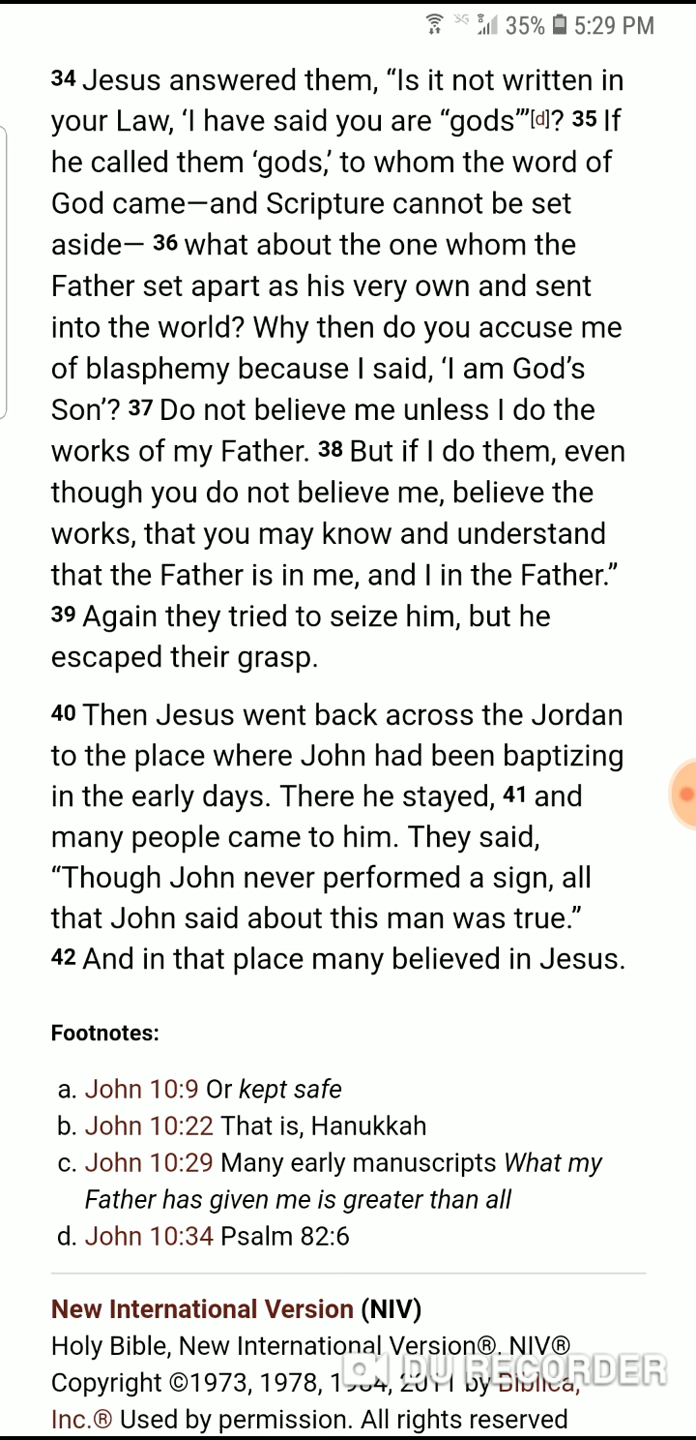 3G 35% 5:29 PM
34 Jesus answered them, “Is it not written in
your Law, ‘I have said you are “gods”’[d]? 35 If
he called them ‘gods,’ to whom the word of
God came—and Scripture cannot be set
aside— 36 what about the one whom the
Father set apart as his very own and sent
into the world? Why then do you accuse me
of blasphemy because I said, ‘I am God’s
Son’? 37 Do not believe me unless I do the
works of my Father. 38 But if I do them, even
though you do not believe me, believe the
works, that you may know and understand
that the Father is in me, and I in the Father.”
39 Again they tried to seize him, but he
escaped their grasp.
40 Then Jesus went back across the Jordan
to the place where John had been baptizing
in the early days. There he stayed, 41 and
many people came to him. They said,
“Though John never performed a sign, all
that John said about this man was true.”
42 And in that place many believed in Jesus.
Footnotes:
a. John 10:9 Or kept safe
b. John 10:22 That is, Hanukkah
c. John 10:29 Many early manuscripts What my
Father has given me is greater than all
d. John 10:34 Psalm 82:6
New International Version (NIV)
Holy Bible, New International Version®, NIV®
DU RECORDER
Copyright ©1973, 1978, 1984, 2011 by Biblica,
Inc.® Used by permission. All rights reserved